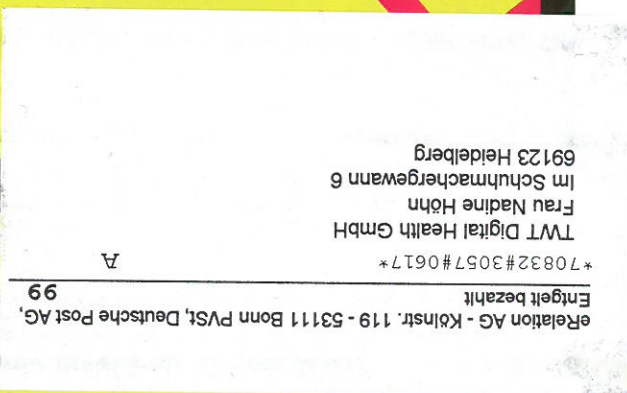 eRelation AG - Kölnstr. 119 - 53111 Bonn PVSt, Deutsche Post AG,
Entgelt bezahlt 99
*70832#3057#0617* A
TWT Digital Health GmbH
Frau Nadine Höhn
Im Schuhmachergewann 6
69123 Heidelberg